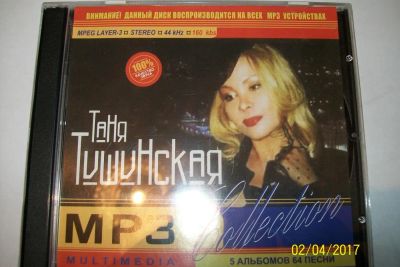 ВНИМАНИЕ! ДАННЫЙ ДИСК ВОСПРОИЗВОДИТСЯ НА ВСЕХ MP3 УСТРОЙСТВАХ
MPEG LAYER-3 STEREO 44 kHz 160 kbs
100%
Таня
Тишинская
Collection
MP3
MULTIMEDIA
5 АЛЬБОМОВ 64 ПЕСНИ
02/04/2017